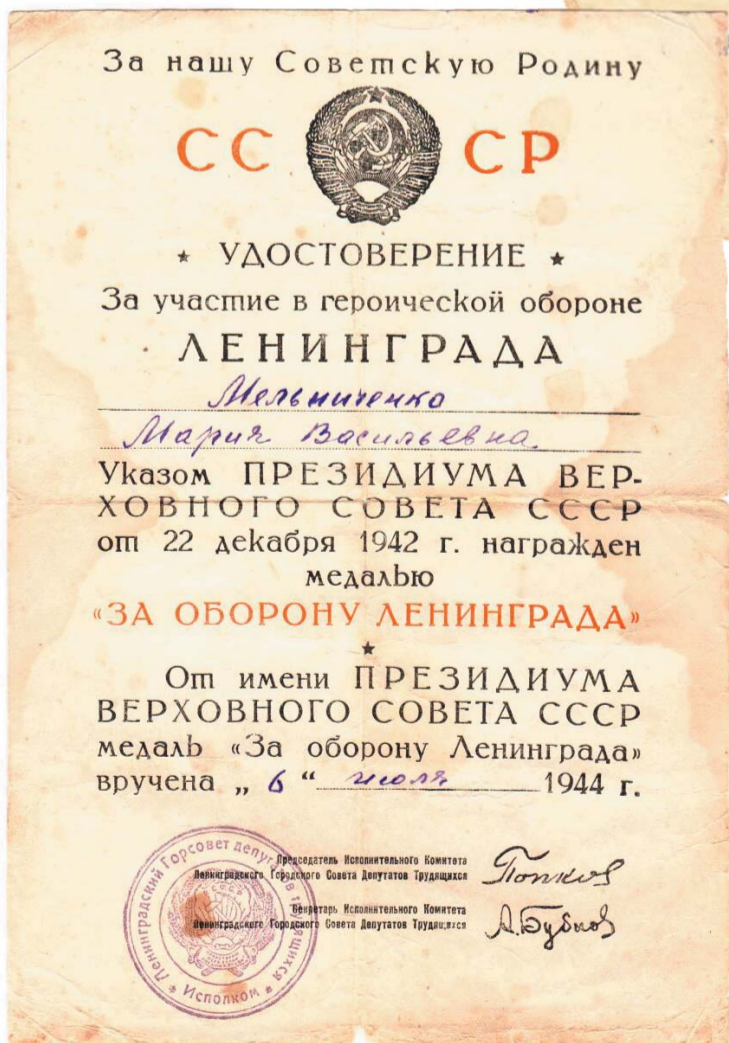 За нашу Советскую Родину
СС СР
★ УДОСТОВЕРЕНИЕ ★
За участие в героической обороне
ЛЕНИНГРАДА
Мельниченко
Мария Васильевна
Указом ПРЕЗИДИУМА ВЕР-
ХОВНОГО СОВЕТА СССР
от 22 декабря 1942 г. награжден
медалью
«ЗА ОБОРОНУ ЛЕНИНГРАДА»
★
От имени ПРЕЗИДИУМА
ВЕРХОВНОГО СОВЕТА СССР
медаль «За оборону Ленинграда»
вручена „ 6 “ июля 1944 г.
Председатель Исполнительного Комитета
Ленинградского Городского Совета Депутатов Трудящихся
Попков
Секретарь Исполнительного Комитета
Ленинградского Городского Совета Депутатов Трудящихся
А. Бубнов
Ленинградский Горсовет депутатов трудящихся
★ Исполком ★